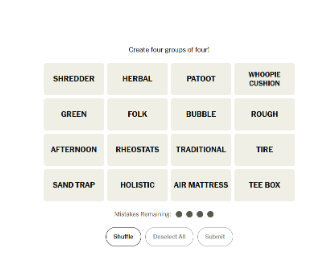 Create four groups of four!
SHREDDER HERBAL PATOOT WHOOPIE CUSHION
GREEN FOLK BUBBLE ROUGH
AFTERNOON RHEOSTATS TRADITIONAL TIRE
SAND TRAP HOLISTIC AIR MATTRESS TEE BOX
Mistakes Remaining:
Shuffle Deselect All Submit